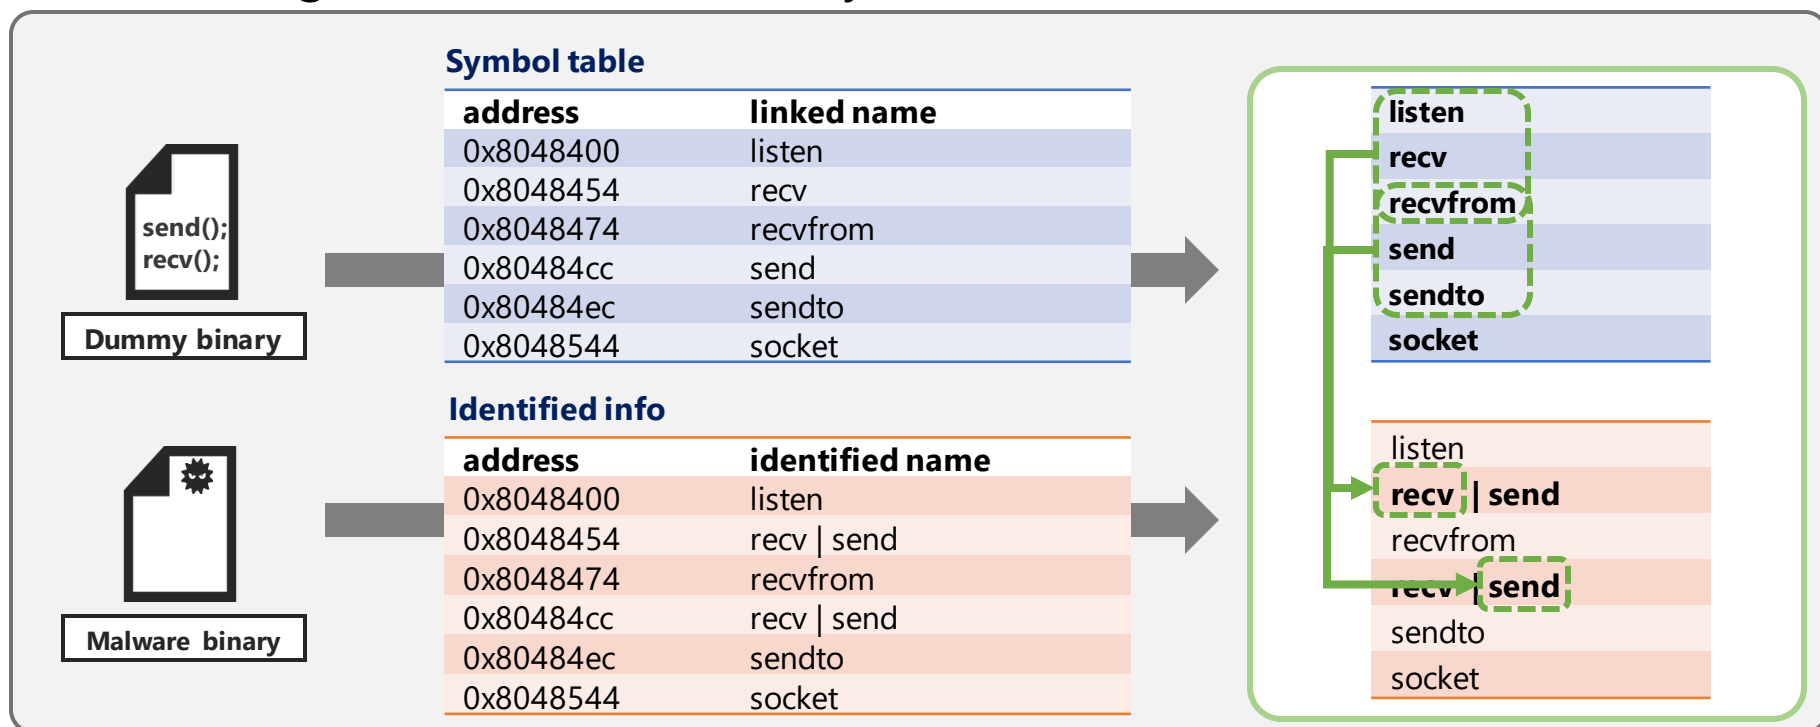 Symbol table
address linked name
0x8048400 listen
0x8048454 recv
0x8048474 recvfrom
0x80484cc send
0x80484ec sendto
0x8048544 socket
send();
recv();
Dummy binary
listen
recv
recvfrom
send
sendto
socket
Identified info
address identified name
0x8048400 listen
0x8048454 recv | send
0x8048474 recvfrom
0x80484cc recv | send
0x80484ec sendto
0x8048544 socket
Malware binary
listen
recv | send
recvfrom
recv | send
sendto
socket